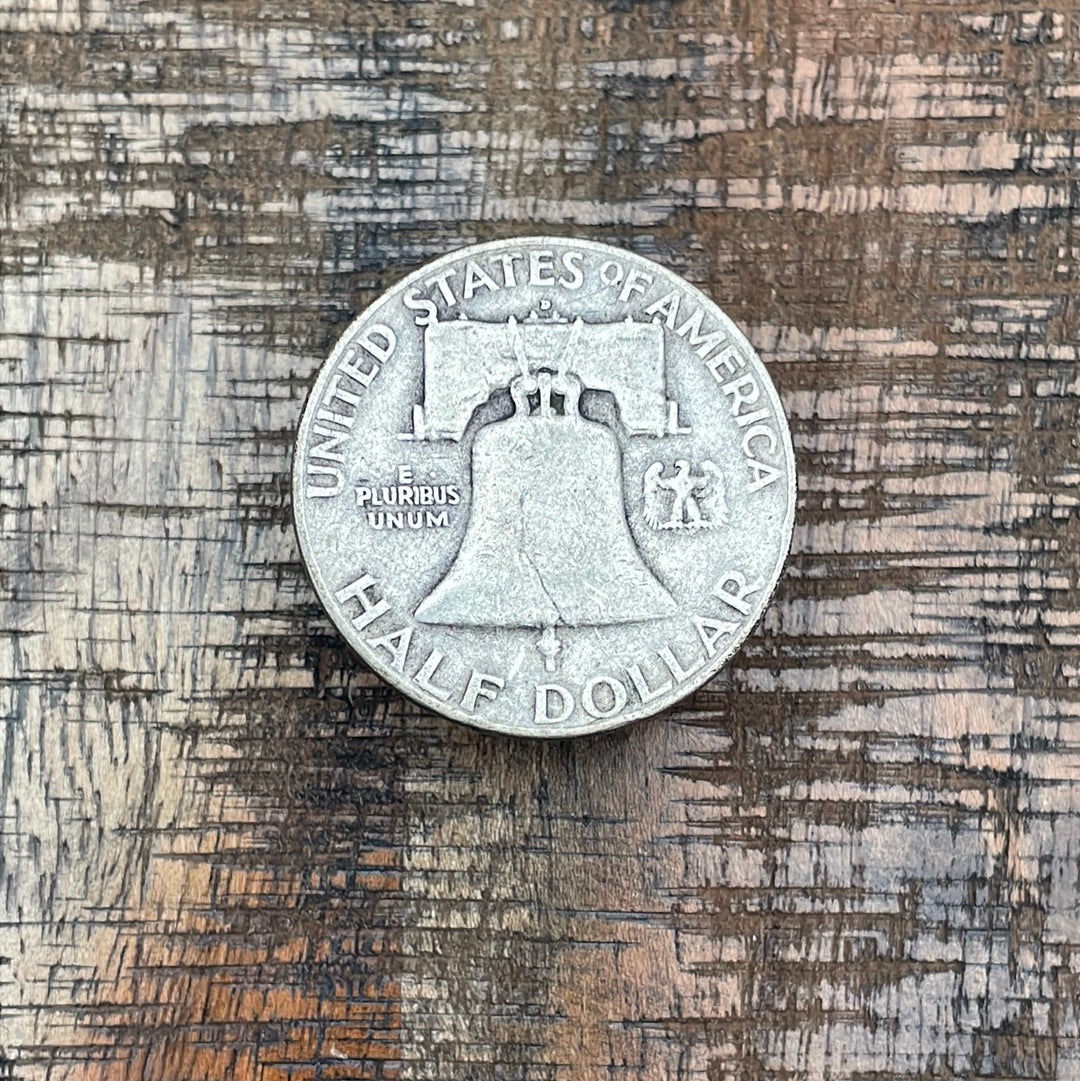 UNITED STATES OF AMERICA
D
E
PLURIBUS
UNUM
HALF DOLLAR